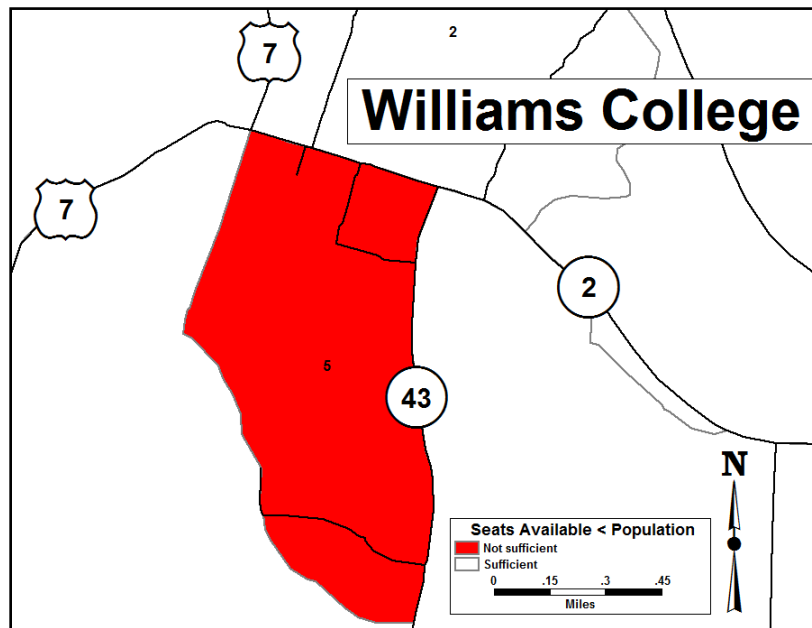 2
7
Williams College
7
2
5
43
N
Seats Available < Population
Not sufficient
Sufficient
0 .15 .3 .45
Miles